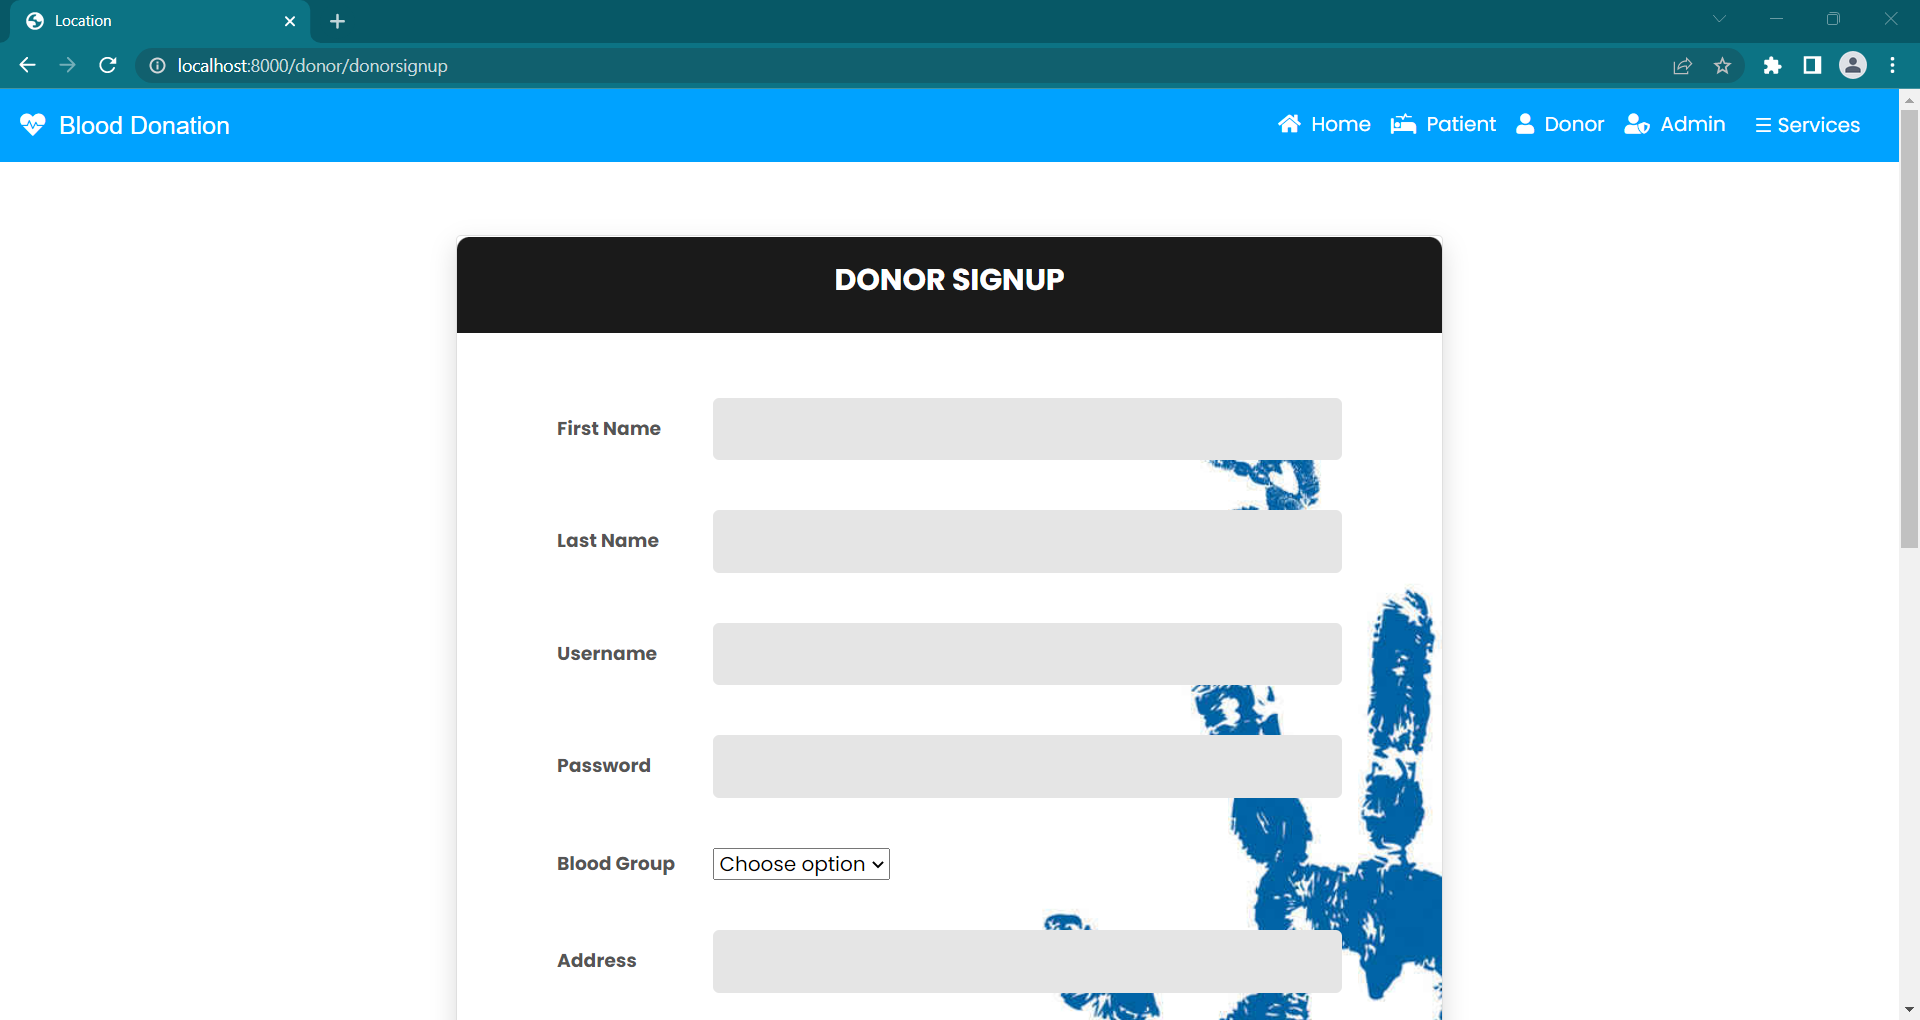 Location
localhost:8000/donor/donorsignup
Blood Donation
Home Patient Donor Admin Services
DONOR SIGNUP
First Name
Last Name
Username
Password
Blood Group Choose option
Address